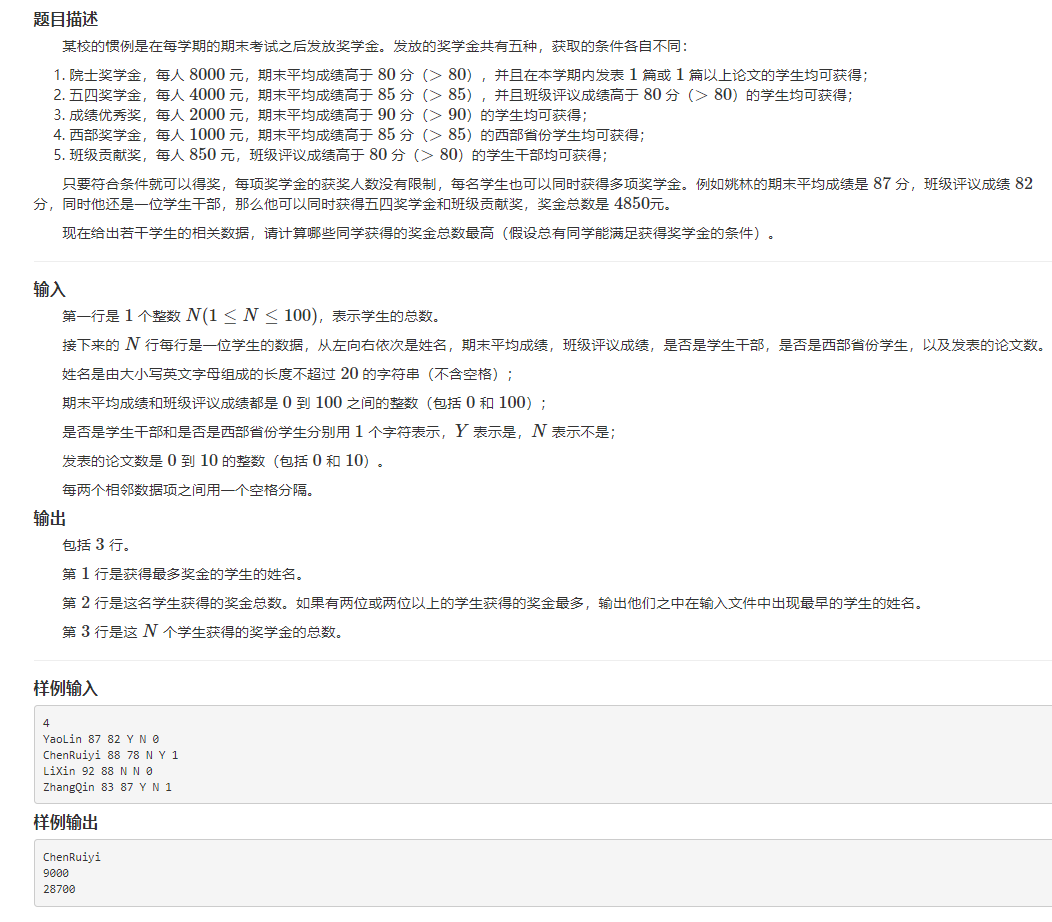 题目描述
某校的惯例是在每学期的期末考试之后发放奖学金。发放的奖学金共有五种，获取的条件各自不同：
1. 院士奖学金，每人 8000 元，期末平均成绩高于 80 分（> 80），并且在本学期内发表 1 篇或 1 篇以上论文的学生均可获得；
2. 五四奖学金，每人 4000 元，期末平均成绩高于 85 分（> 85），并且班级评议成绩高于 80 分（> 80）的学生均可获得；
3. 成绩优秀奖，每人 2000 元，期末平均成绩高于 90 分（> 90）的学生均可获得；
4. 西部奖学金，每人 1000 元，期末平均成绩高于 85 分（> 85）的西部省份学生均可获得；
5. 班级贡献奖，每人 850 元，班级评议成绩高于 80 分（> 80）的学生干部均可获得；
只要符合条件就可以得奖，每项奖学金的获奖人数没有限制，每名学生也可以同时获得多项奖学金。例如姚林的期末平均成绩是 87 分，班级评议成绩 82
分，同时他还是一位学生干部，那么他可以同时获得五四奖学金和班级贡献奖，奖金总数是 4850元。
现在给出若干学生的相关数据，请计算哪些同学获得的奖金总数最高（假设总有同学能满足获得奖学金的条件）。
输入
第一行是 1 个整数 N(1 ≤ N ≤ 100)，表示学生的总数。
接下来的 N 行每行是一位学生的数据，从左向右依次是姓名，期末平均成绩，班级评议成绩，是否是学生干部，是否是西部省份学生，以及发表的论文数。
姓名是由大小写英文字母组成的长度不超过 20 的字符串（不含空格）；
期末平均成绩和班级评议成绩都是 0 到 100 之间的整数（包括 0 和 100）；
是否是学生干部和是否是西部省份学生分别用 1 个字符表示，Y 表示是，N 表示不是；
发表的论文数是 0 到 10 的整数（包括 0 和 10）。
每两个相邻数据项之间用一个空格分隔。
输出
包括 3 行。
第 1 行是获得最多奖金的学生的姓名。
第 2 行是这名学生获得的奖金总数。如果有两位或两位以上的学生获得的奖金最多，输出他们之中在输入文件中出现最早的学生的姓名。
第 3 行是这 N 个学生获得的奖学金的总数。
样例输入
4
YaoLin 87 82 Y N 0
ChenRuiyi 88 78 N Y 1
LiXin 92 88 N N 0
ZhangQin 83 87 Y N 1
样例输出
ChenRuiyi
9000
28700